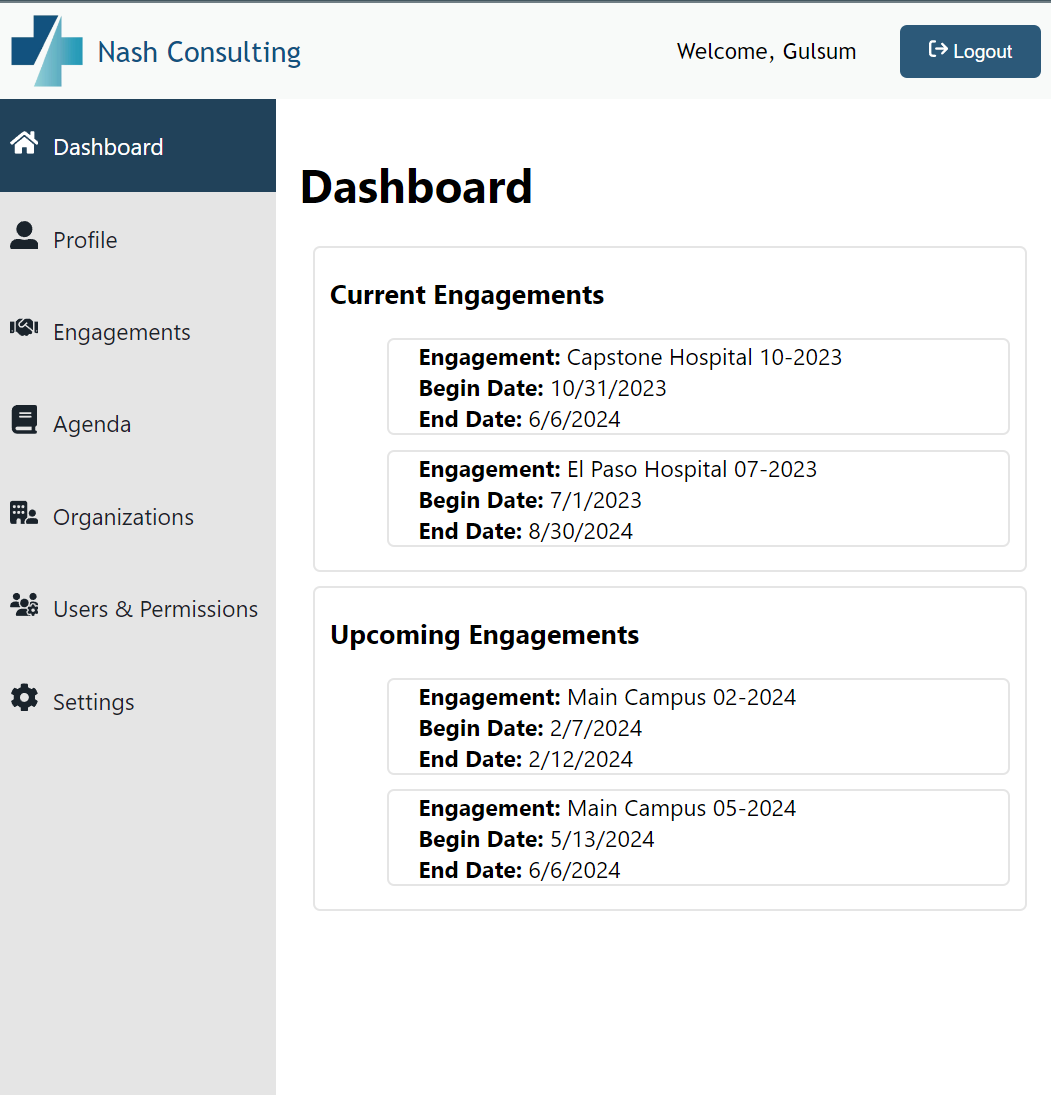 Nash Consulting
Welcome, Gulsum
Logout
Dashboard
Profile
Engagements
Agenda
Organizations
Users & Permissions
Settings
Dashboard
Current Engagements
Engagement: Capstone Hospital 10-2023
Begin Date: 10/31/2023
End Date: 6/6/2024
Engagement: El Paso Hospital 07-2023
Begin Date: 7/1/2023
End Date: 8/30/2024
Upcoming Engagements
Engagement: Main Campus 02-2024
Begin Date: 2/7/2024
End Date: 2/12/2024
Engagement: Main Campus 05-2024
Begin Date: 5/13/2024
End Date: 6/6/2024